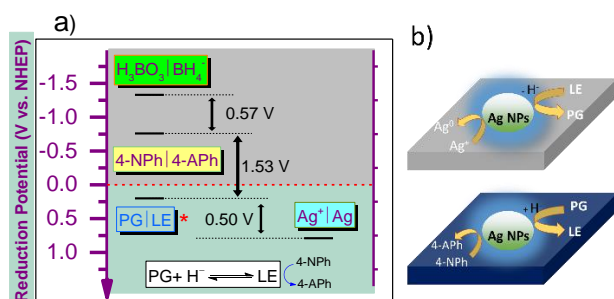 a)
Reduction Potential (V vs. NHEP)
-1.5
-1.0
-0.5
0.0
0.5
1.0
H₃BO₃|BH₄⁻
0.57 V
4-NPh|4-APh
1.53 V
PG|LE *
0.50 V
Ag⁺|Ag
PG+ H⁻ ⇌ LE
4-NPh
4-APh
b)
- H⁻
LE
Ag NPs
PG
Ag⁰
Ag⁺
+ H
PG
Ag NPs
LE
4-APh
4-NPh